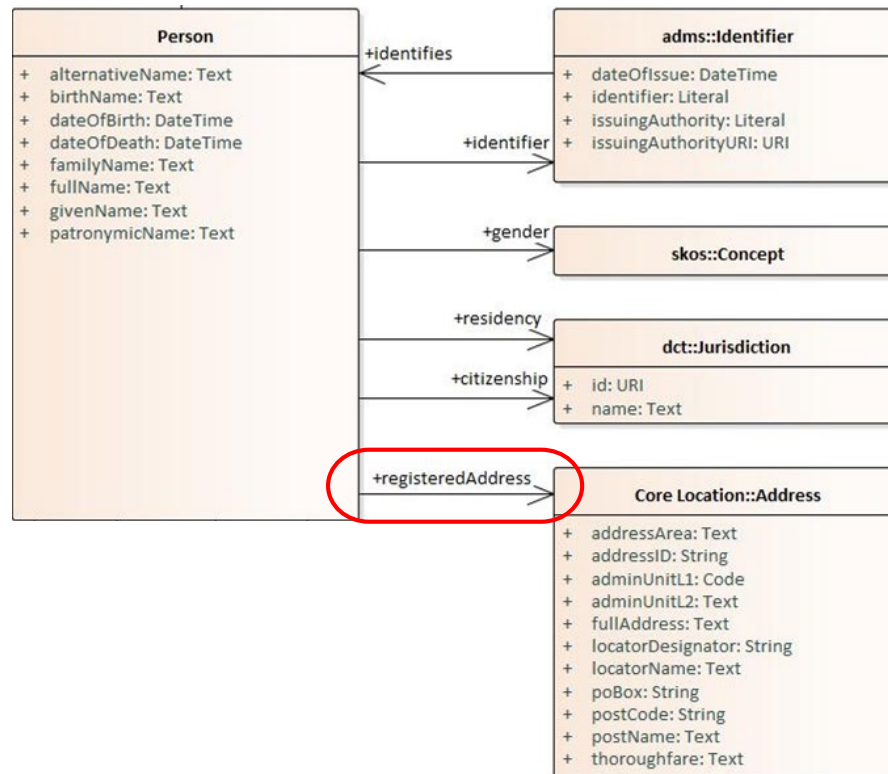 Person
+ alternativeName: Text
+ birthName: Text
+ dateOfBirth: DateTime
+ dateOfDeath: DateTime
+ familyName: Text
+ fullName: Text
+ givenName: Text
+ patronymicName: Text
+identifies
+identifier
+gender
+residency
+citizenship
+registeredAddress
adms::Identifier
+ dateOfIssue: DateTime
+ identifier: Literal
+ issuingAuthority: Literal
+ issuingAuthorityURI: URI
skos::Concept
dct::Jurisdiction
+ id: URI
+ name: Text
Core Location::Address
+ addressArea: Text
+ addressID: String
+ adminUnitL1: Code
+ adminUnitL2: Text
+ fullAddress: Text
+ locatorDesignator: String
+ locatorName: Text
+ poBox: String
+ postCode: String
+ postName: Text
+ thoroughfare: Text